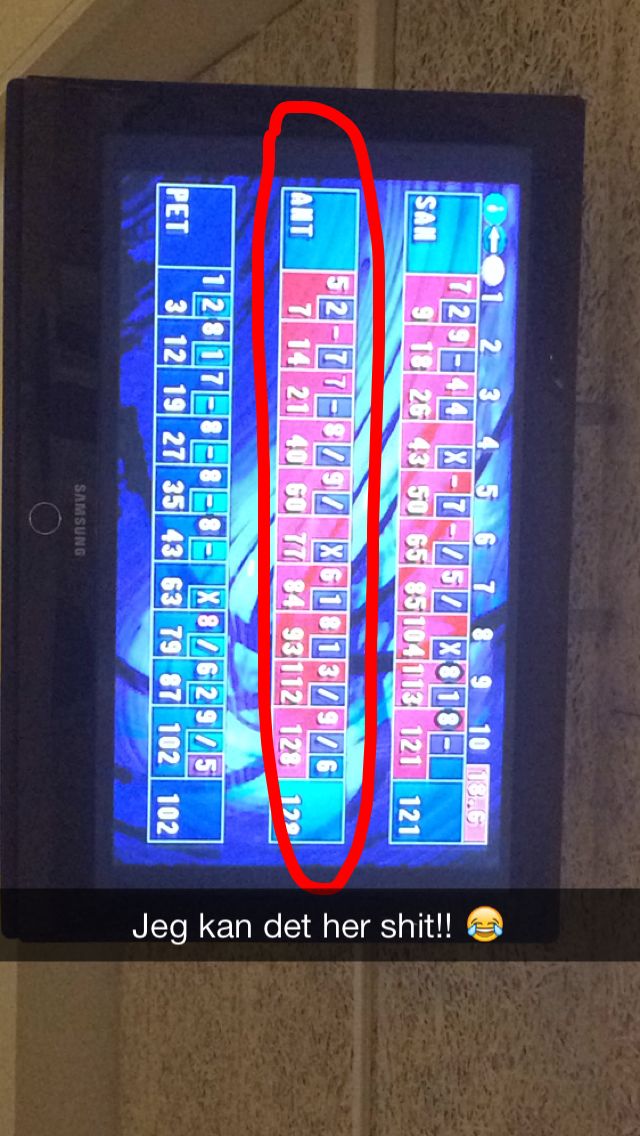 1 2 3 4 5 6 7 8 9 10 18.6
SAN 7 2 9 - 4 4 X - 7 - / 5 / X 8 1 8 -
9 18 26 43 50 65 85 104 113 121 121
ANT 5 2 - 7 7 - 8 / 9 / X 6 1 8 1 3 / 9 / 6
7 14 21 40 60 77 84 93 112 128 128
PET 1 2 8 1 7 - 8 - 8 - 8 - X 8 / 6 2 9 / 5
3 12 19 27 35 43 63 79 87 102 102
SAMSUNG
Jeg kan det her shit!! 😂